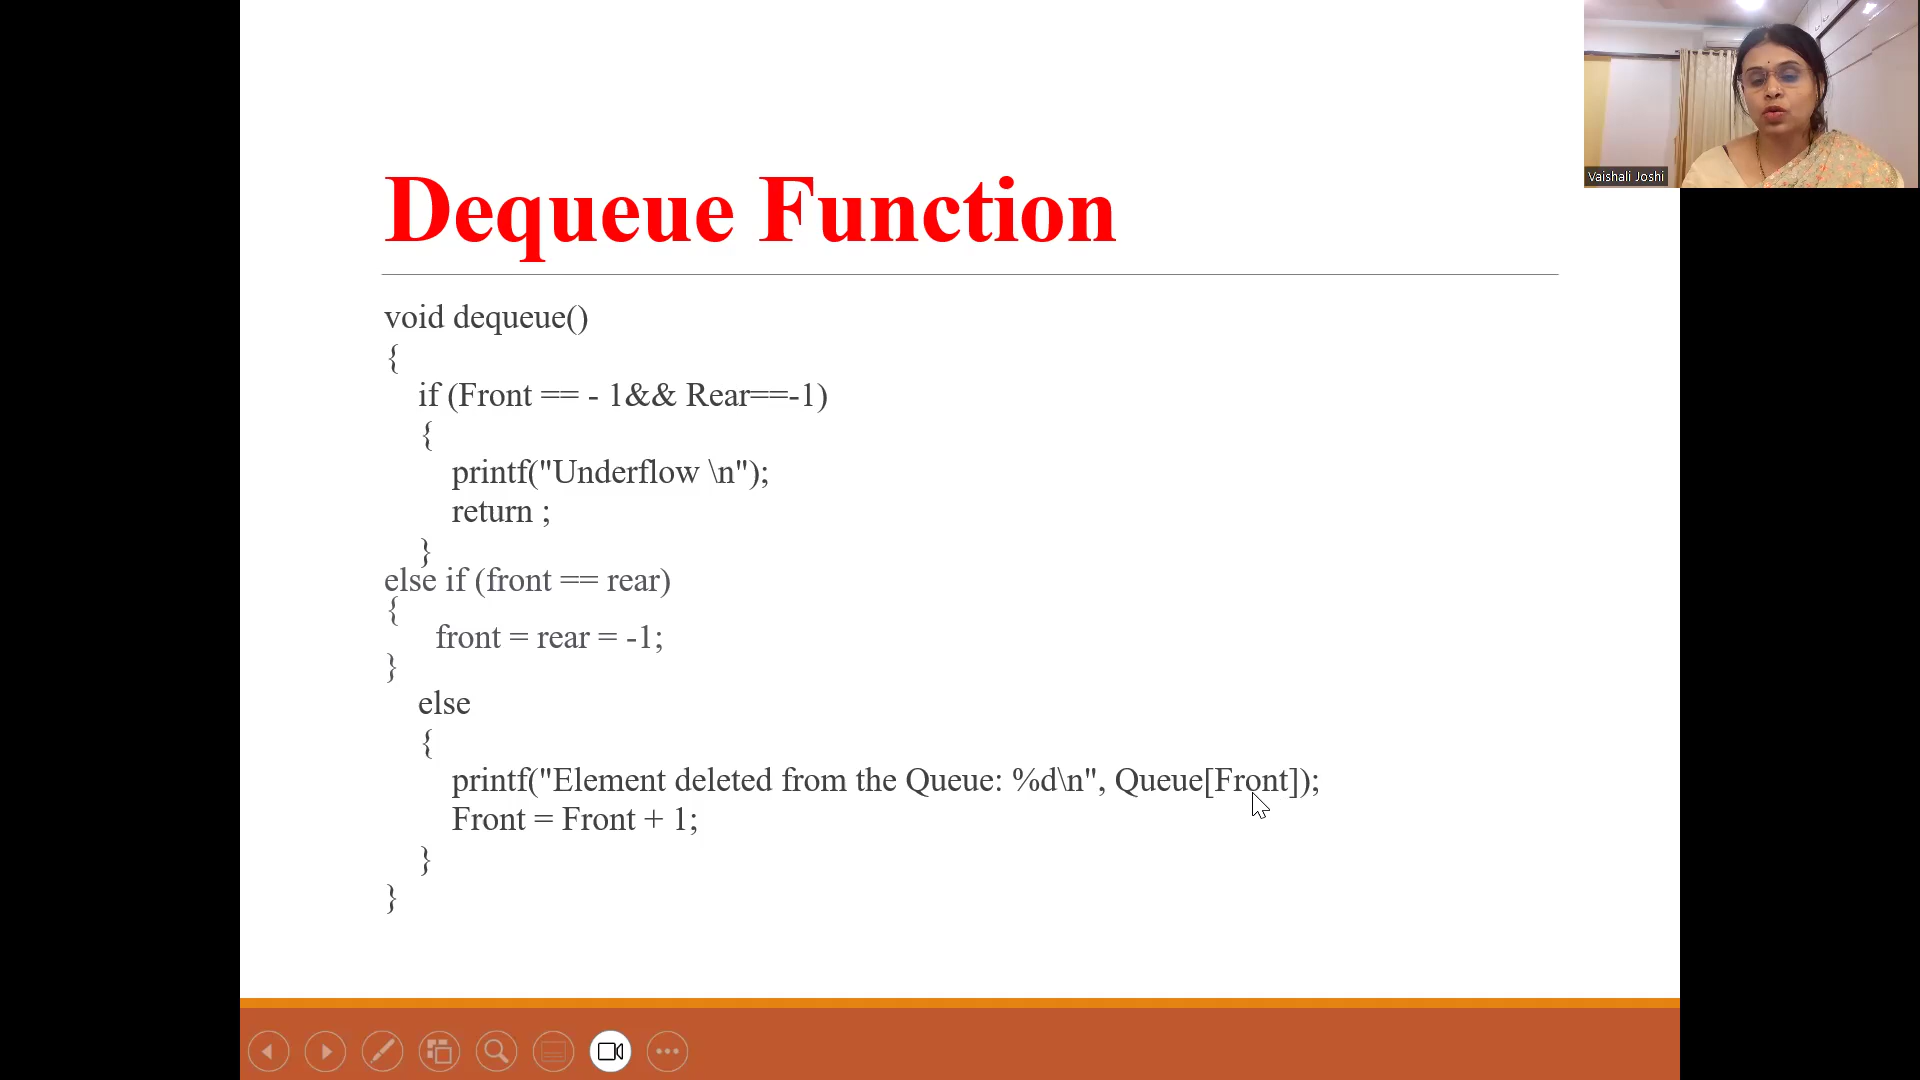 Vaishali Joshi
Dequeue Function
void dequeue()
{
if (Front == - 1&& Rear==-1)
{
printf("Underflow \n");
return ;
}
else if (front == rear)
{
front = rear = -1;
}
else
{
printf("Element deleted from the Queue: %d\n", Queue[Front]);
Front = Front + 1;
}
}